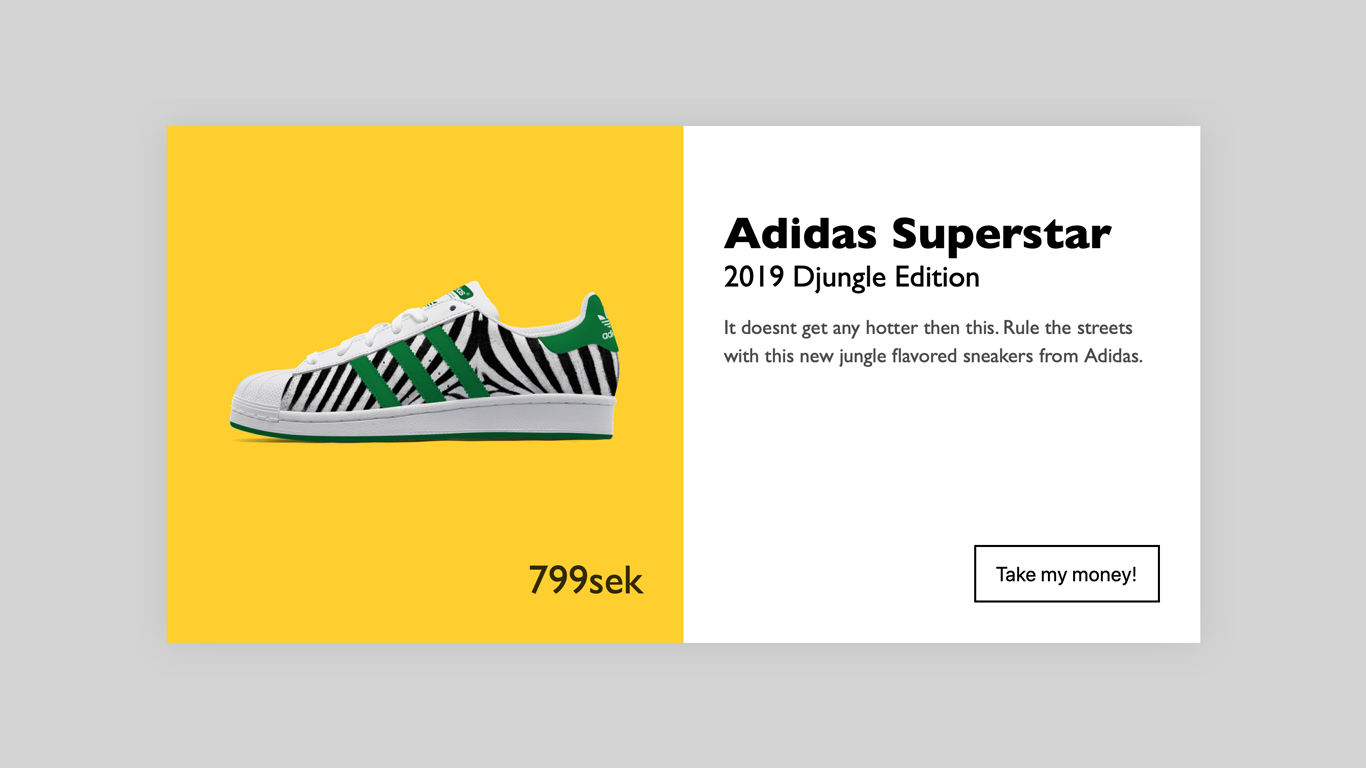 799sek
Adidas Superstar
2019 Djungle Edition
It doesnt get any hotter then this. Rule the streets
with this new jungle flavored sneakers from Adidas.
Take my money!